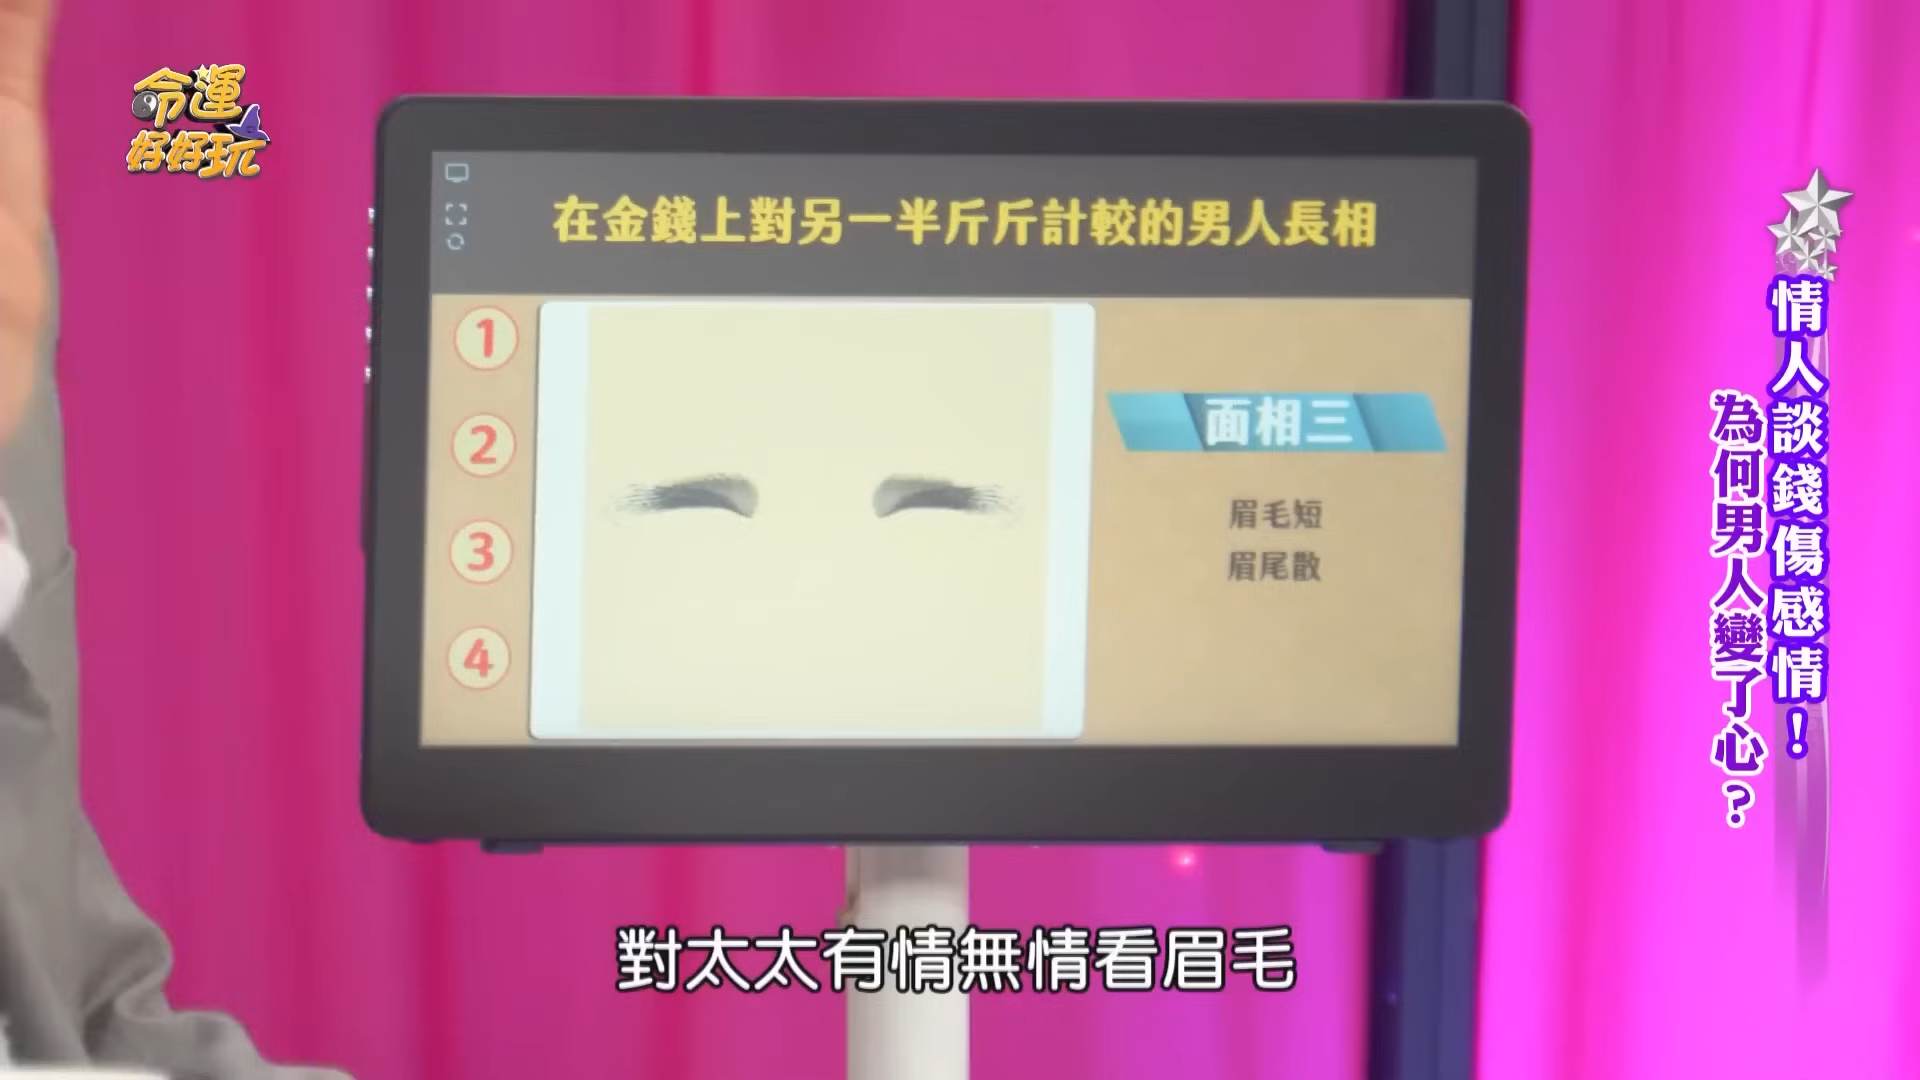 命運
好好玩
在金錢上對另一半斤斤計較的男人長相
1
2
3
4
面相三
眉毛短
眉尾散
情人談錢傷感情！
為何男人變了心？
對太太有情無情看眉毛